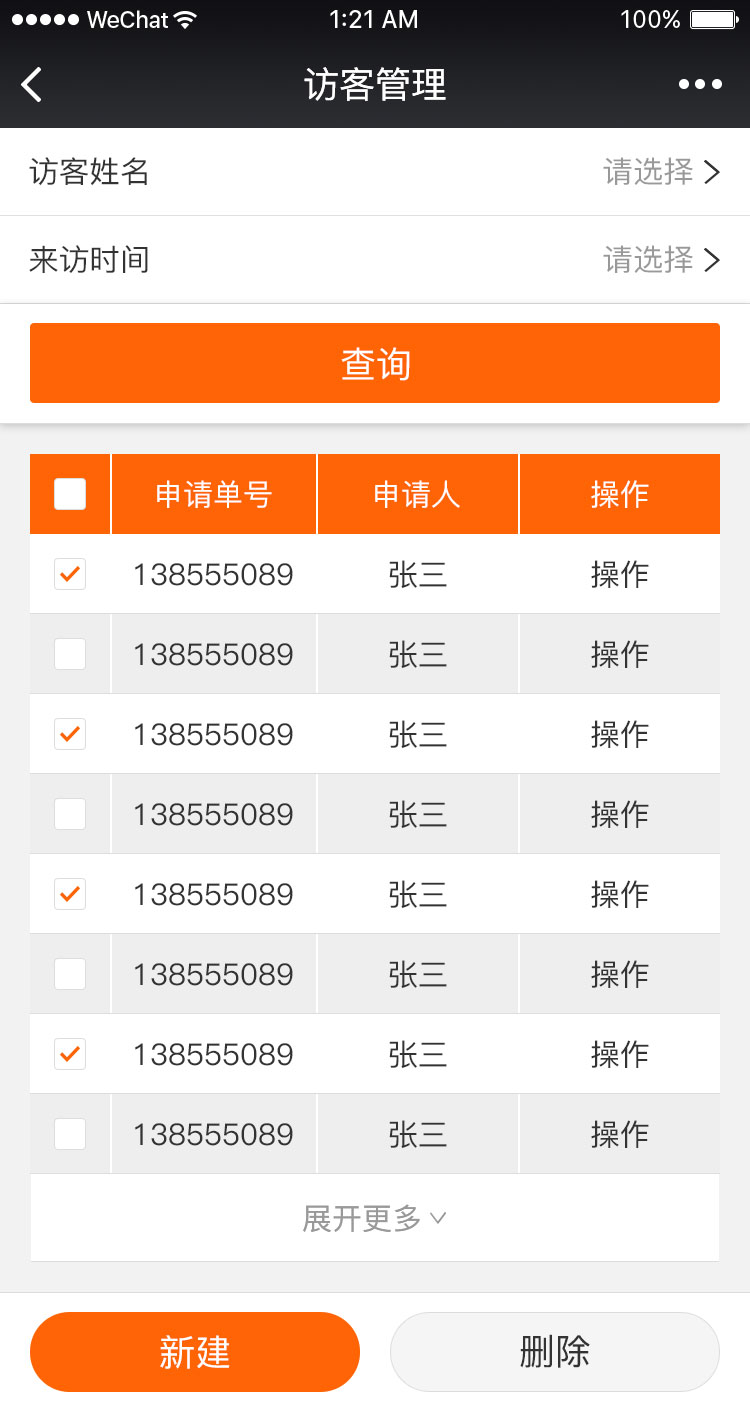 WeChat 1:21 AM 100%
访客管理
访客姓名 请选择
来访时间 请选择
查询
申请单号 申请人 操作
138555089 张三 操作
138555089 张三 操作
138555089 张三 操作
138555089 张三 操作
138555089 张三 操作
138555089 张三 操作
138555089 张三 操作
138555089 张三 操作
展开更多
新建 删除